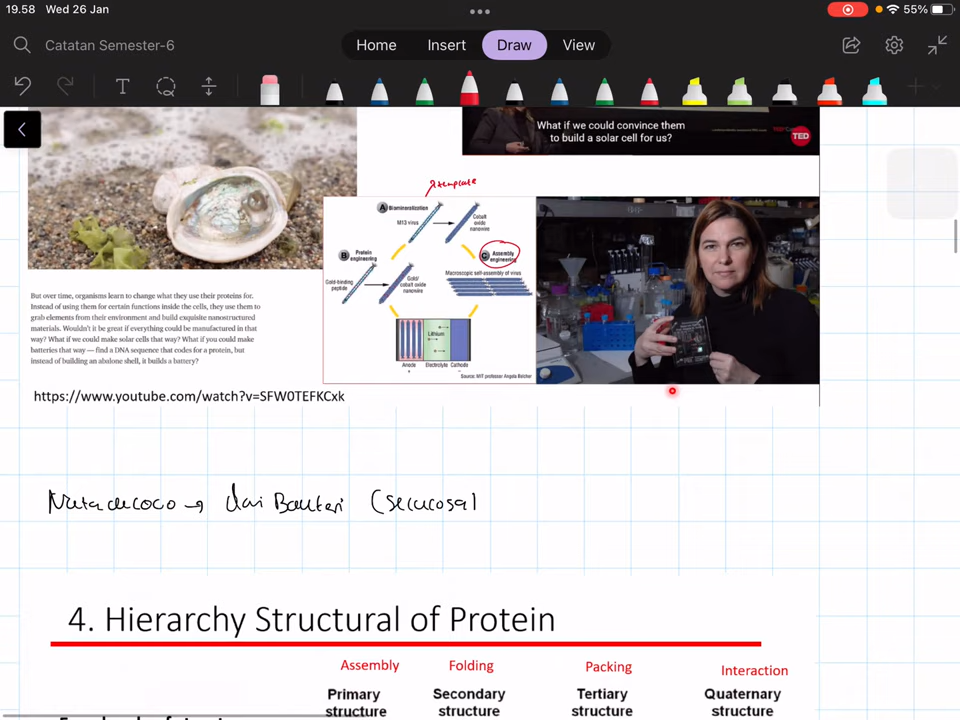 19.58 Wed 26 Jan
55%
Catatan Semester-6
Home Insert Draw View
What if we could convince them
to build a solar cell for us?
TED
template
A Biomineralization
M13 virus
Cobalt
oxide
nanowire
B Protein
engineering
C Assembly
engineering
Gold-binding
peptide
Gold/
cobalt oxide
nanowire
Macroscopic self-assembly of virus
Lithium
Anode Electrolyte Cathode
+ −
Source: MIT professor Angela Belcher
But over time, organisms learn to change what they use their proteins for.
Instead of using them for certain functions inside the cells, they use them to
grab elements from their environment and build exquisite nanostructured
materials. Wouldn't it be great if everything could be manufactured in that
way? What if we could make solar cells that way? What if you could make
batteries that way — find a DNA sequence that codes for a protein, but
instead of building an abalone shell, it builds a battery?
https://www.youtube.com/watch?v=SFW0TEFKCxk
Nata de coco → dari Bakteri
4. Hierarchy Structural of Protein
Assembly Folding Packing Interaction
Primary
structure
Secondary
structure
Tertiary
structure
Quaternary
structure